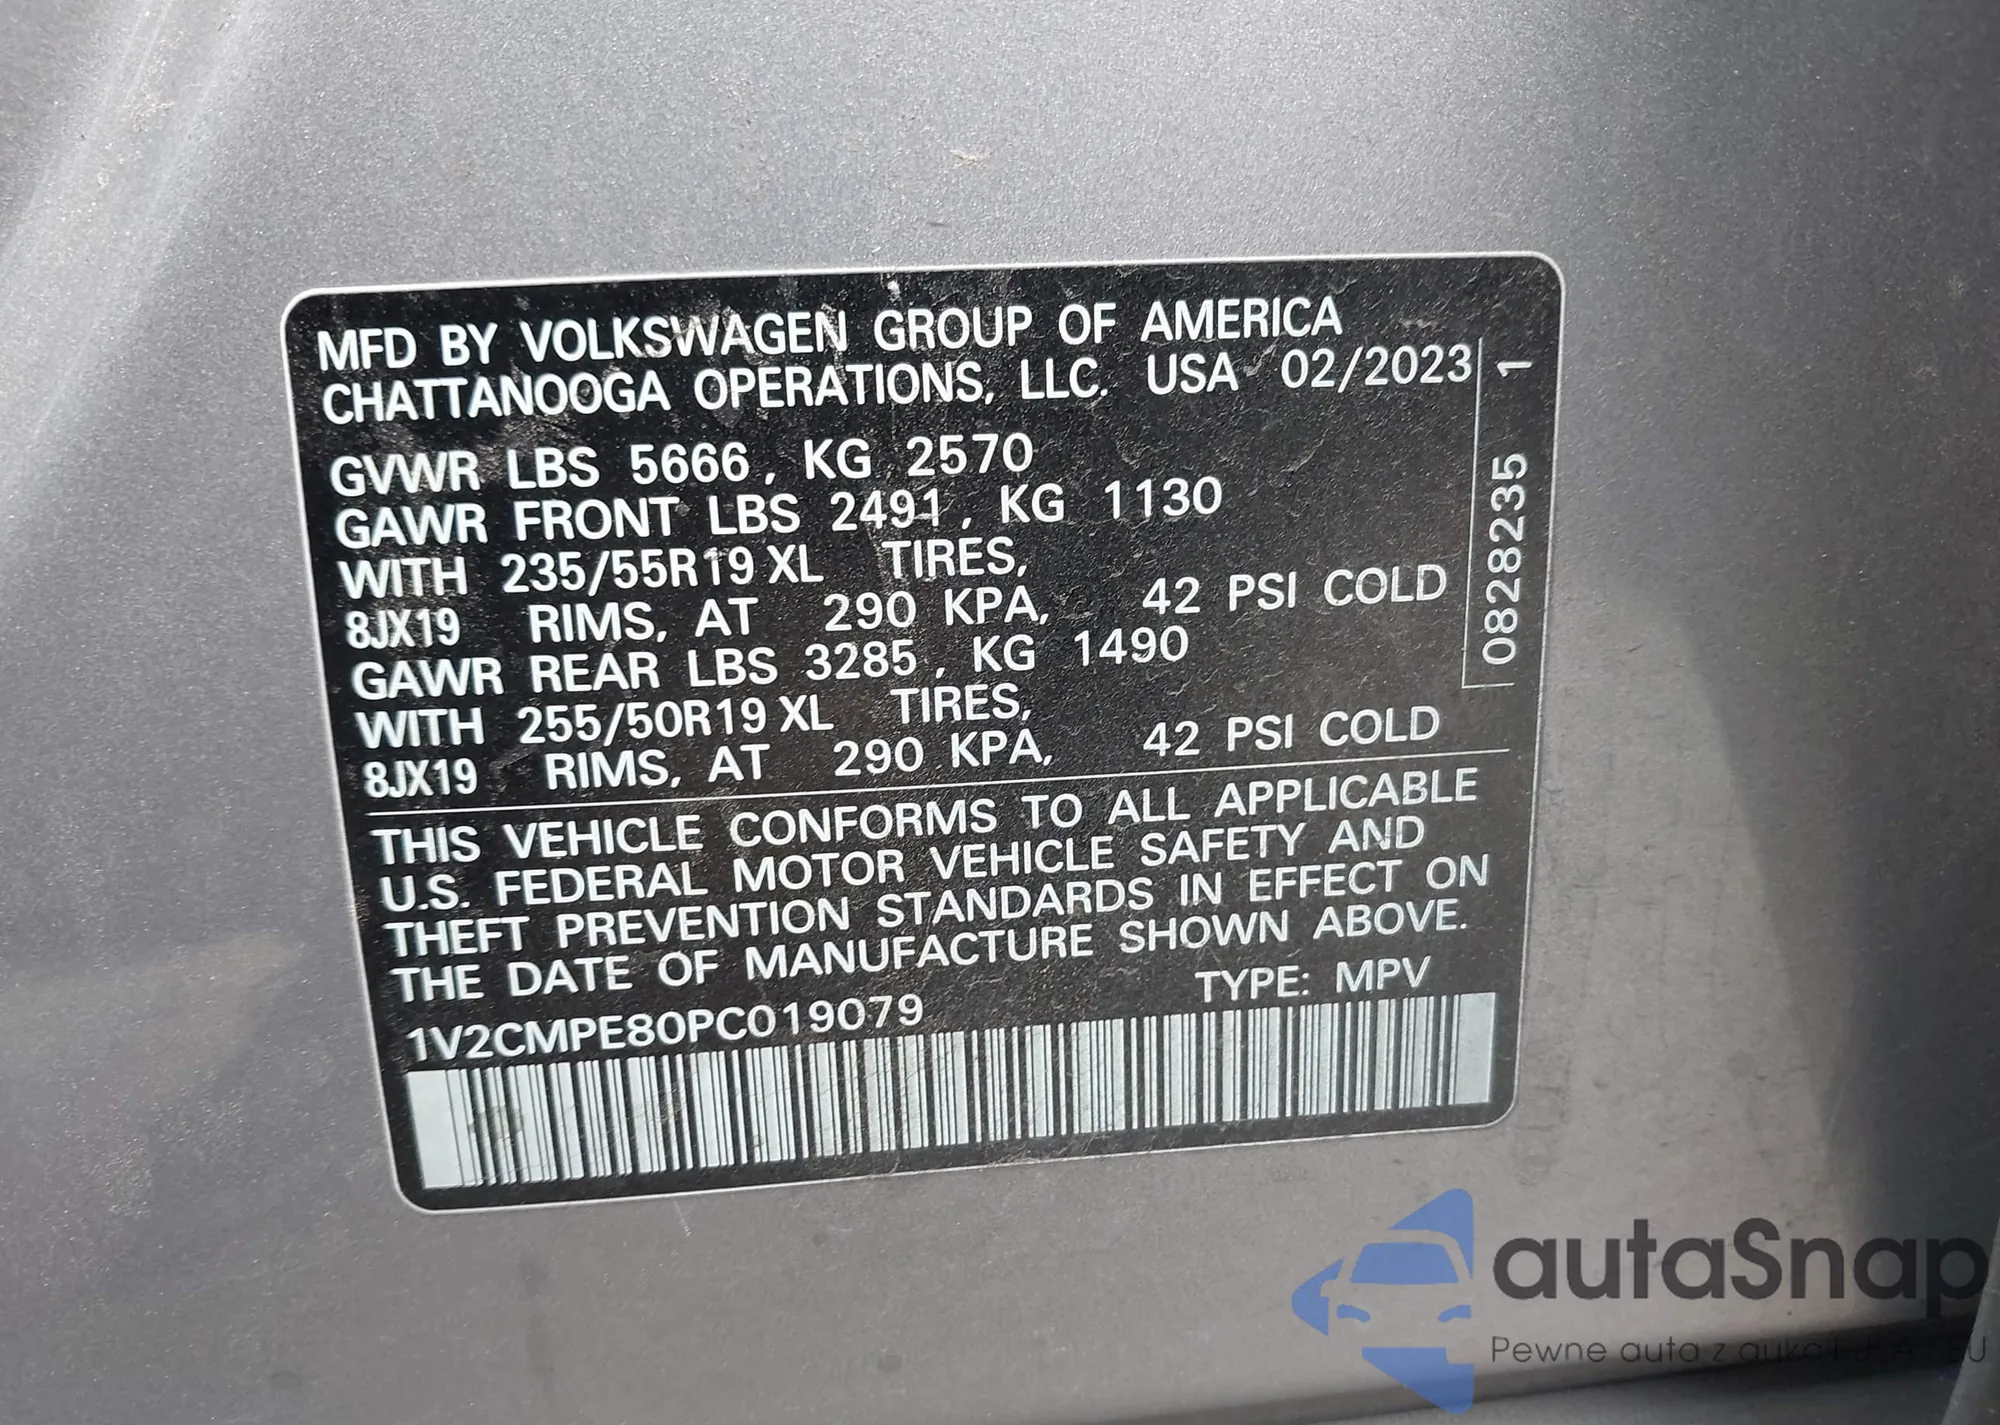 MFD BY VOLKSWAGEN GROUP OF AMERICA
CHATTANOOGA OPERATIONS, LLC. USA 02/2023
GVWR LBS 5666, KG 2570
GAWR FRONT LBS 2491, KG 1130
WITH 235/55R19 XL TIRES,
8JX19 RIMS, AT 290 KPA, 42 PSI COLD
GAWR REAR LBS 3285, KG 1490
WITH 255/50R19 XL TIRES,
8JX19 RIMS, AT 290 KPA, 42 PSI COLD
0828235 1
THIS VEHICLE CONFORMS TO ALL APPLICABLE
U.S. FEDERAL MOTOR VEHICLE SAFETY AND
THEFT PREVENTION STANDARDS IN EFFECT ON
THE DATE OF MANUFACTURE SHOWN ABOVE.
TYPE: MPV
1V2CMPE80PC019079
autaSnap
Pewne auta z aukcji